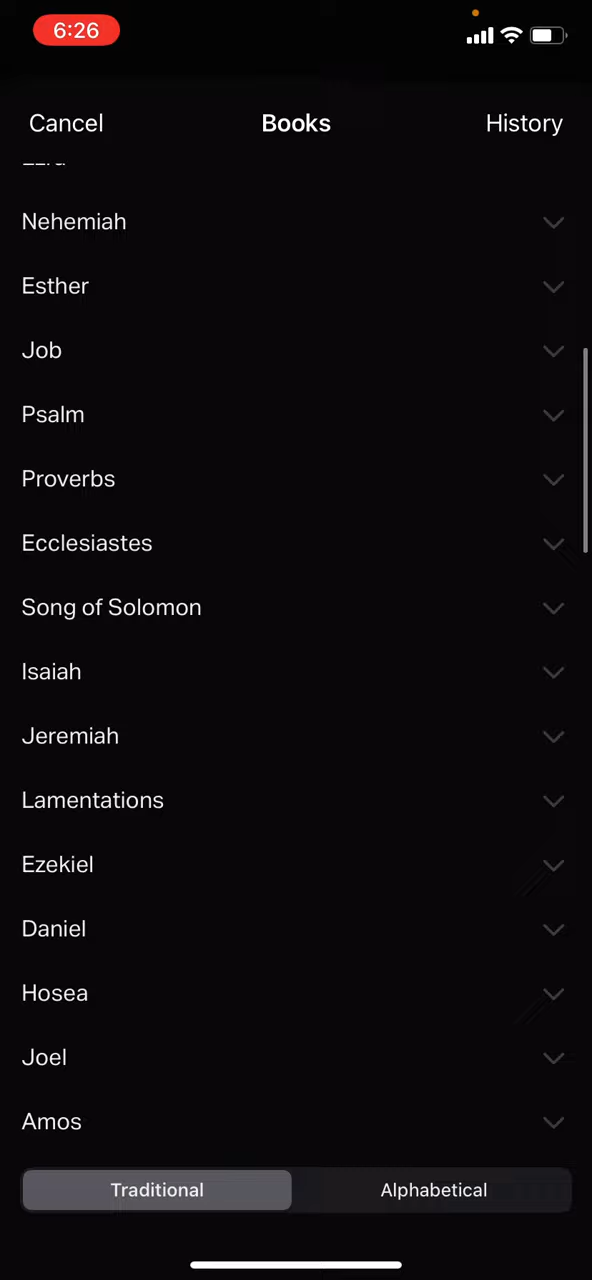 6:26
Cancel
Books
History
Nehemiah
Esther
Job
Psalm
Proverbs
Ecclesiastes
Song of Solomon
Isaiah
Jeremiah
Lamentations
Ezekiel
Daniel
Hosea
Joel
Amos
Traditional
Alphabetical